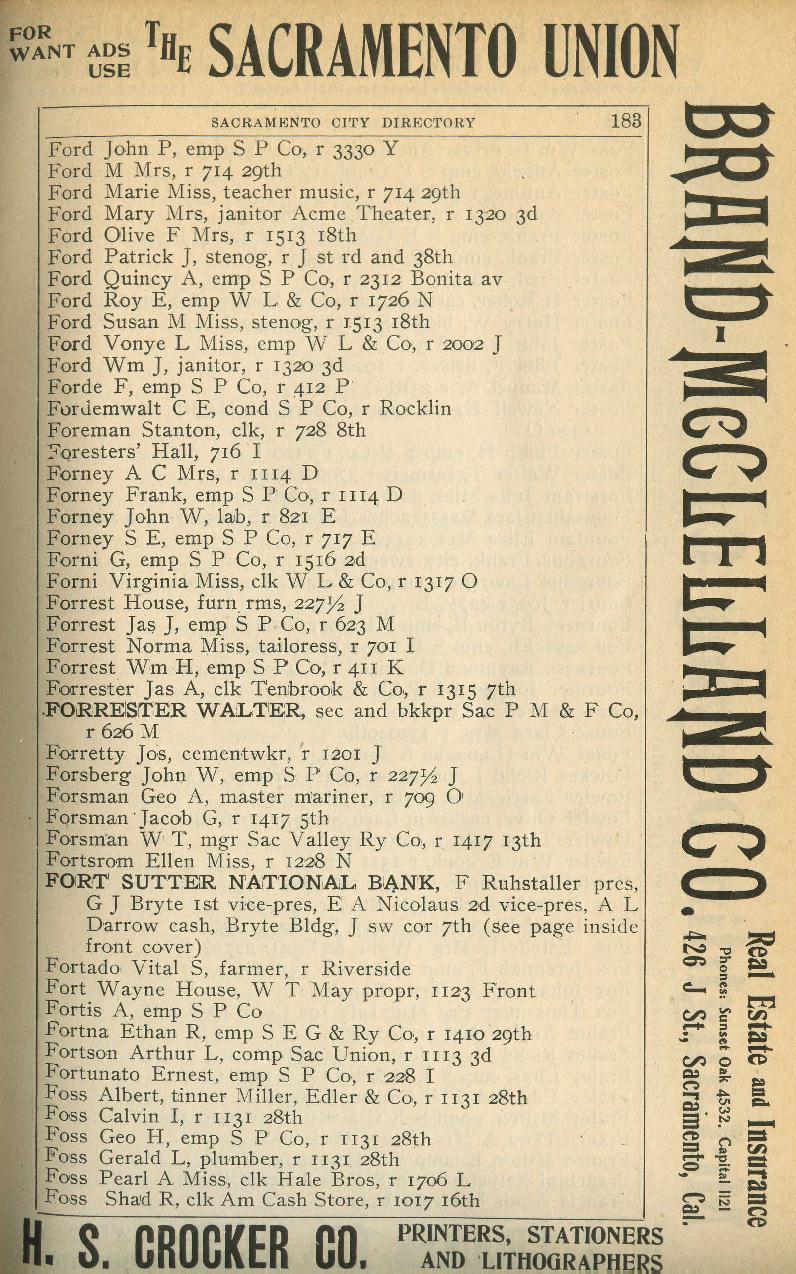 FOR
WANT ADS
USE
THE SACRAMENTO UNION
SACRAMENTO CITY DIRECTORY 183
Ford John P, emp S P Co, r 3330 Y
Ford M Mrs, r 714 29th
Ford Marie Miss, teacher music, r 714 29th
Ford Mary Mrs, janitor Acme Theater, r 1320 3d
Ford Olive F Mrs, r 1513 18th
Ford Patrick J, stenog, r J st rd and 38th
Ford Quincy A, emp S P Co, r 2312 Bonita av
Ford Roy E, emp W L & Co, r 1726 N
Ford Susan M Miss, stenog, r 1513 18th
Ford Vonye L Miss, emp W L & Co, r 2002 J
Ford Wm J, janitor, r 1320 3d
Forde F, emp S P Co, r 412 P
Fordemwalt C E, cond S P Co, r Rocklin
Foreman Stanton, clk, r 728 8th
Foresters' Hall, 716 I
Forney A C Mrs, r 1114 D
Forney Frank, emp S P Co, r 1114 D
Forney John W, lab, r 821 E
Forney S E, emp S P Co, r 717 E
Forni G, emp S P Co, r 1516 2d
Forni Virginia Miss, clk W L & Co, r 1317 O
Forrest House, furn rms, 227½ J
Forrest Jas J, emp S P Co, r 623 M
Forrest Norma Miss, tailoress, r 701 I
Forrest Wm H, emp S P Co, r 411 K
Forrester Jas A, clk Tenbrook & Co, r 1315 7th
FORRESTER WALTER, sec and bkkpr Sac P M & F Co,
r 626 M
Forretty Jos, cementwkr, r 1201 J
Forsberg John W, emp S P Co, r 227½ J
Forsman Geo A, master mariner, r 709 O
Forsman Jacob G, r 1417 5th
Forsman W T, mgr Sac Valley Ry Co, r 1417 13th
Fortsrom Ellen Miss, r 1228 N
FORT SUTTER NATIONAL BANK, F Ruhstaller pres,
G J Bryte 1st vice-pres, E A Nicolaus 2d vice-pres, A L
Darrow cash, Bryte Bldg, J sw cor 7th (see page inside
front cover)
Fortado Vital S, farmer, r Riverside
Fort Wayne House, W T May propr, 1123 Front
Fortis A, emp S P Co
Fortna Ethan R, emp S E G & Ry Co, r 1410 29th
Fortson Arthur L, comp Sac Union, r 1113 3d
Fortunato Ernest, emp S P Co, r 228 I
Foss Albert, tinner Miller, Edler & Co, r 1131 28th
Foss Calvin I, r 1131 28th
Foss Geo H, emp S P Co, r 1131 28th
Foss Gerald L, plumber, r 1131 28th
Foss Pearl A Miss, clk Hale Bros, r 1706 L
Foss Shad R, clk Am Cash Store, r 1017 16th
BRAND-McCLELLAND CO.
Real Estate and Insurance
Phones: Sunset Oak 4532. Capital 1121
426 J St., Sacramento, Cal.
H. S. CROCKER CO.
PRINTERS, STATIONERS
AND LITHOGRAPHERS